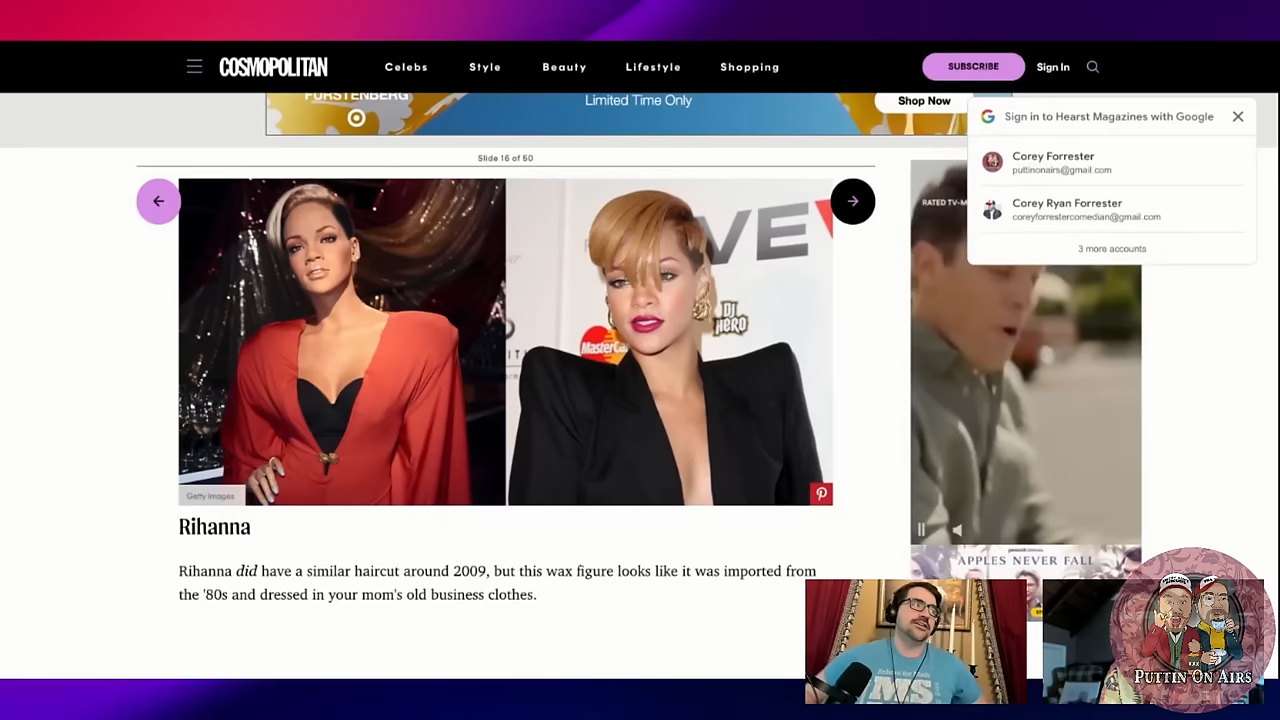 COSMOPOLITAN
Celebs
Style
Beauty
Lifestyle
Shopping
SUBSCRIBE
Sign In
FURSTENBERG
Limited Time Only
Shop Now
Sign in to Hearst Magazines with Google
Corey Forrester
puttinonairs@gmail.com
Corey Ryan Forrester
coreyforrestercomedian@gmail.com
3 more accounts
Slide 16 of 50
RATED TV-M
VE
DJ
HERO
MasterCa
Getty Images
Rihanna
Rihanna did have a similar haircut around 2009, but this wax figure looks like it was imported from
the '80s and dressed in your mom's old business clothes.
APPLES NEVER FALL
MS
PUTTIN' ON AIRS